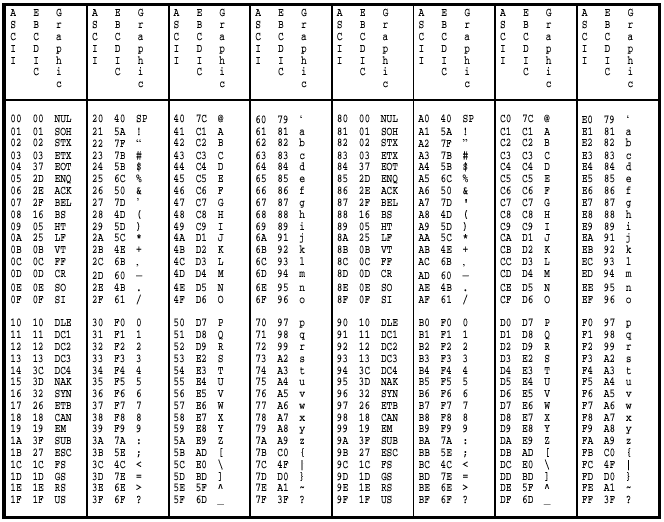 A E G A E G A E G A E G A E G A E G A E G A E G
S B r S B r S B r S B r S B r S B r S B r S B r
C C a C C a C C a C C a C C a C C a C C a C C a
I D p I D p I D p I D p I D p I D p I D p I D p
I I h I I h I I h I I h I I h I I h I I h I I h
C i C i C i C i C i C i C i C i
c c c c c c c c
00 00 NUL 20 40 SP 40 7C @ 60 79 ‘ 80 00 NUL A0 40 SP C0 7C @ E0 79 ‘
01 01 SOH 21 5A ! 41 C1 A 61 81 a 81 01 SOH A1 5A ! C1 C1 A E1 81 a
02 02 STX 22 7F “ 42 C2 B 62 82 b 82 02 STX A2 7F ” C2 C2 B E2 82 b
03 03 ETX 23 7B # 43 C3 C 63 83 c 83 03 ETX A3 7B # C3 C3 C E3 83 c
04 37 EOT 24 5B $ 44 C4 D 64 84 d 84 37 EOT A4 5B $ C4 C4 D E4 84 d
05 2D ENQ 25 6C % 45 C5 E 65 85 e 85 2D ENQ A5 6C % C5 C5 E E5 85 e
06 2E ACK 26 50 & 46 C6 F 66 86 f 86 2E ACK A6 50 & C6 C6 F E6 86 f
07 2F BEL 27 7D ’ 47 C7 G 67 87 g 87 2F BEL A7 7D ' C7 C7 G E7 87 g
08 16 BS 28 4D ( 48 C8 H 68 88 h 88 16 BS A8 4D ( C8 C8 H E8 88 h
09 05 HT 29 5D ) 49 C9 I 69 89 i 89 05 HT A9 5D ) C9 C9 I E9 89 i
0A 25 LF 2A 5C * 4A D1 J 6A 91 j 8A 25 LF AA 5C * CA D1 J EA 91 j
0B 0B VT 2B 4E + 4B D2 K 6B 92 k 8B 0B VT AB 4E + CB D2 K EB 92 k
0C 0C FF 2C 6B , 4C D3 L 6C 93 l 8C 0C FF AC 6B , CC D3 L EC 93 l
0D 0D CR 2D 60 — 4D D4 M 6D 94 m 8D 0D CR AD 60 — CD D4 M ED 94 m
0E 0E SO 2E 4B . 4E D5 N 6E 95 n 8E 0E SO AE 4B . CE D5 N EE 95 n
0F 0F SI 2F 61 / 4F D6 O 6F 96 o 8F 0F SI AF 61 / CF D6 O EF 96 o
10 10 DLE 30 F0 0 50 D7 P 70 97 p 90 10 DLE B0 F0 0 D0 D7 P F0 97 p
11 11 DC1 31 F1 1 51 D8 Q 71 98 q 91 11 DC1 B1 F1 1 D1 D8 Q F1 98 q
12 12 DC2 32 F2 2 52 D9 R 72 99 r 92 12 DC2 B2 F2 2 D2 D9 R F2 99 r
13 13 DC3 33 F3 3 53 E2 S 73 A2 s 93 13 DC3 B3 F3 3 D3 E2 S F3 A2 s
14 3C DC4 34 F4 4 54 E3 T 74 A3 t 94 3C DC4 B4 F4 4 D4 E3 T F4 A3 t
15 3D NAK 35 F5 5 55 E4 U 75 A4 u 95 3D NAK B5 F5 5 D5 E4 U F5 A4 u
16 32 SYN 36 F6 6 56 E5 V 76 A5 v 96 32 SYN B6 F6 6 D6 E5 V F6 A5 v
17 26 ETB 37 F7 7 57 E6 W 77 A6 w 97 26 ETB B7 F7 7 D7 E6 W F7 A6 w
18 18 CAN 38 F8 8 58 E7 X 78 A7 x 98 18 CAN B8 F8 8 D8 E7 X F8 A7 x
19 19 EM 39 F9 9 59 E8 Y 79 A8 y 99 19 EM B9 F9 9 D9 E8 Y F9 A8 y
1A 3F SUB 3A 7A : 5A E9 Z 7A A9 z 9A 3F SUB BA 7A : DA E9 Z FA A9 z
1B 27 ESC 3B 5E ; 5B AD [ 7B C0 { 9B 27 ESC BB 5E ; DB AD [ FB C0 {
1C 1C FS 3C 4C < 5C E0 \ 7C 4F | 9C 1C FS BC 4C < DC E0 \ FC 4F |
1D 1D GS 3D 7E = 5D BD ] 7D D0 } 9D 1D GS BD 7E = DD BD ] FD D0 }
1E 1E RS 3E 6E > 5E 5F ^ 7E A1 ~ 9E 1E RS BE 6E > DE 5F ^ FE A1 ~
1F 1F US 3F 6F ? 5F 6D _ 7F 3F ? 9F 1F US BF 6F ? DF 6D _ FF 3F ?